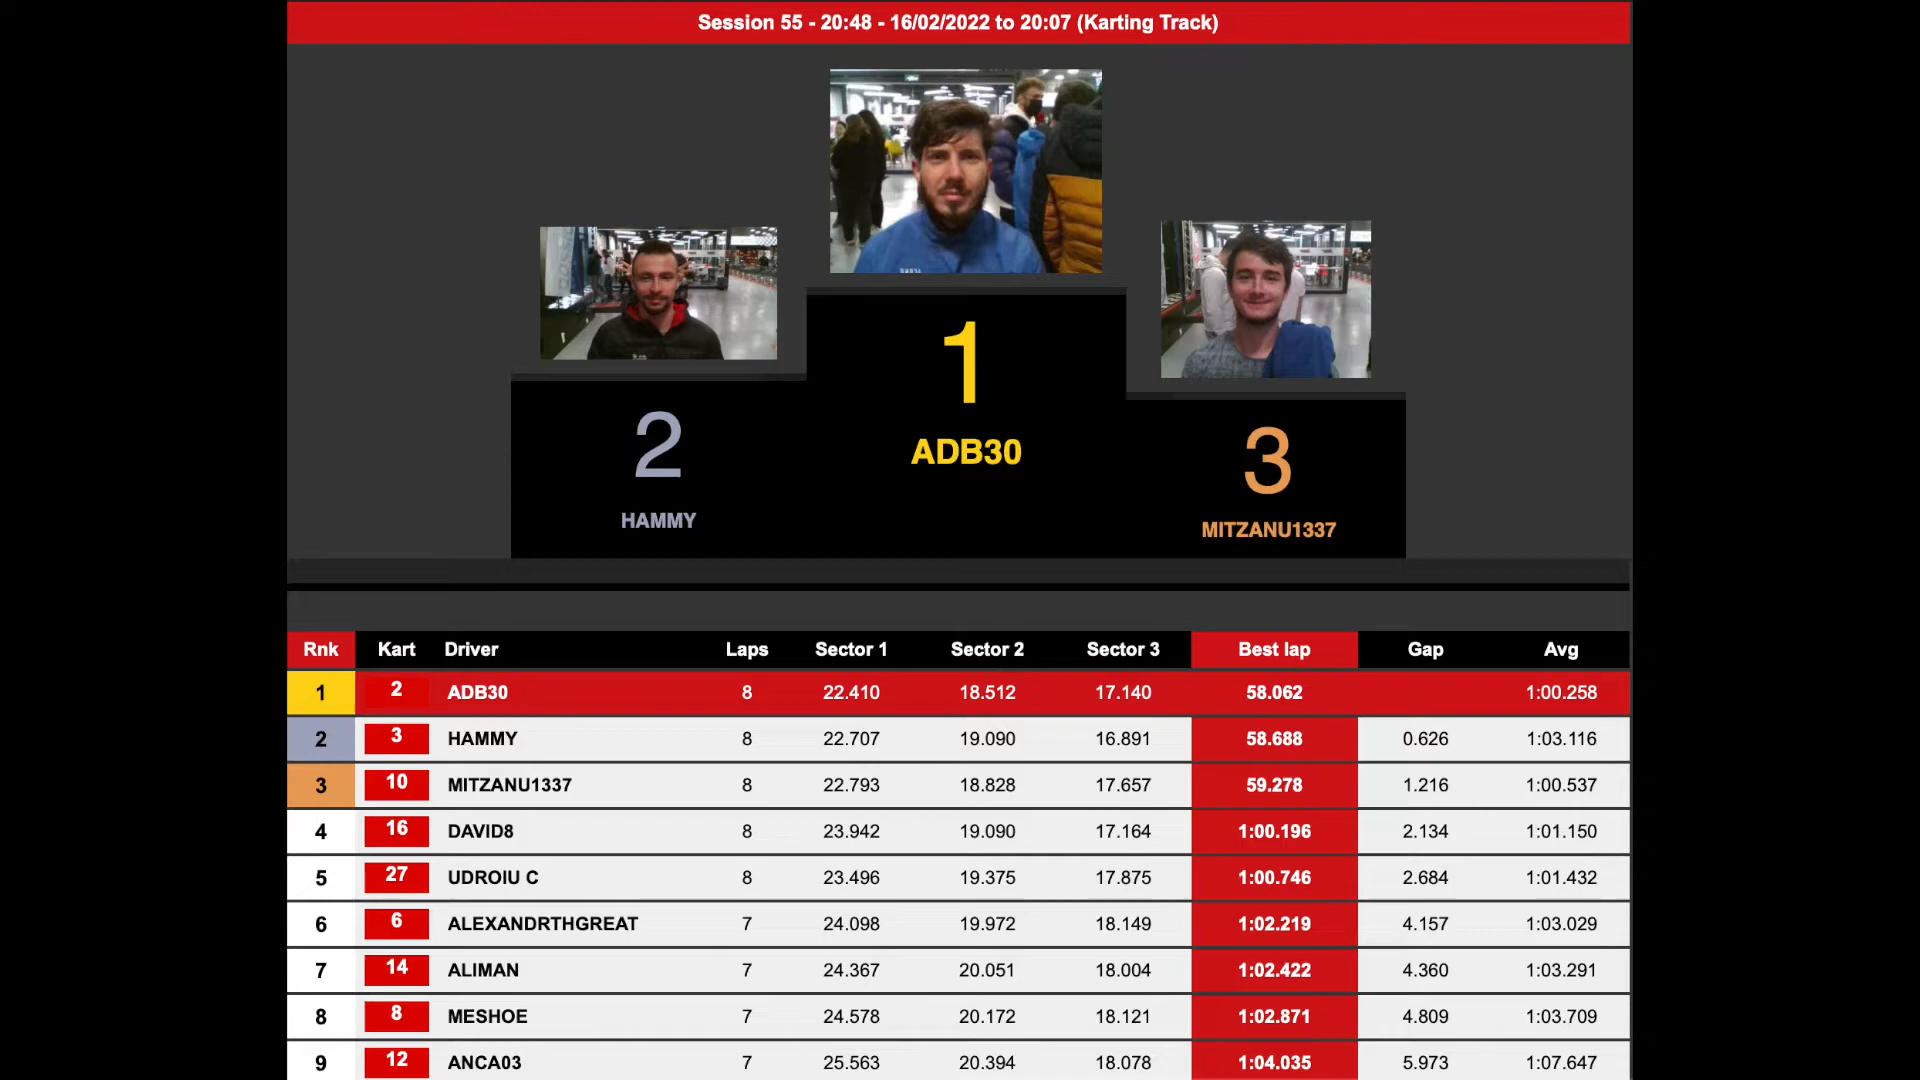 Session 55 - 20:48 - 16/02/2022 to 20:07 (Karting Track)
1
ADB30
2
HAMMY
3
MITZANU1337
Rnk Kart Driver Laps Sector 1 Sector 2 Sector 3 Best lap Gap Avg
1 2 ADB30 8 22.410 18.512 17.140 58.062 1:00.258
2 3 HAMMY 8 22.707 19.090 16.891 58.688 0.626 1:03.116
3 10 MITZANU1337 8 22.793 18.828 17.657 59.278 1.216 1:00.537
4 16 DAVID8 8 23.942 19.090 17.164 1:00.196 2.134 1:01.150
5 27 UDROIU C 8 23.496 19.375 17.875 1:00.746 2.684 1:01.432
6 6 ALEXANDRTHGREAT 7 24.098 19.972 18.149 1:02.219 4.157 1:03.029
7 14 ALIMAN 7 24.367 20.051 18.004 1:02.422 4.360 1:03.291
8 8 MESHOE 7 24.578 20.172 18.121 1:02.871 4.809 1:03.709
9 12 ANCA03 7 25.563 20.394 18.078 1:04.035 5.973 1:07.647